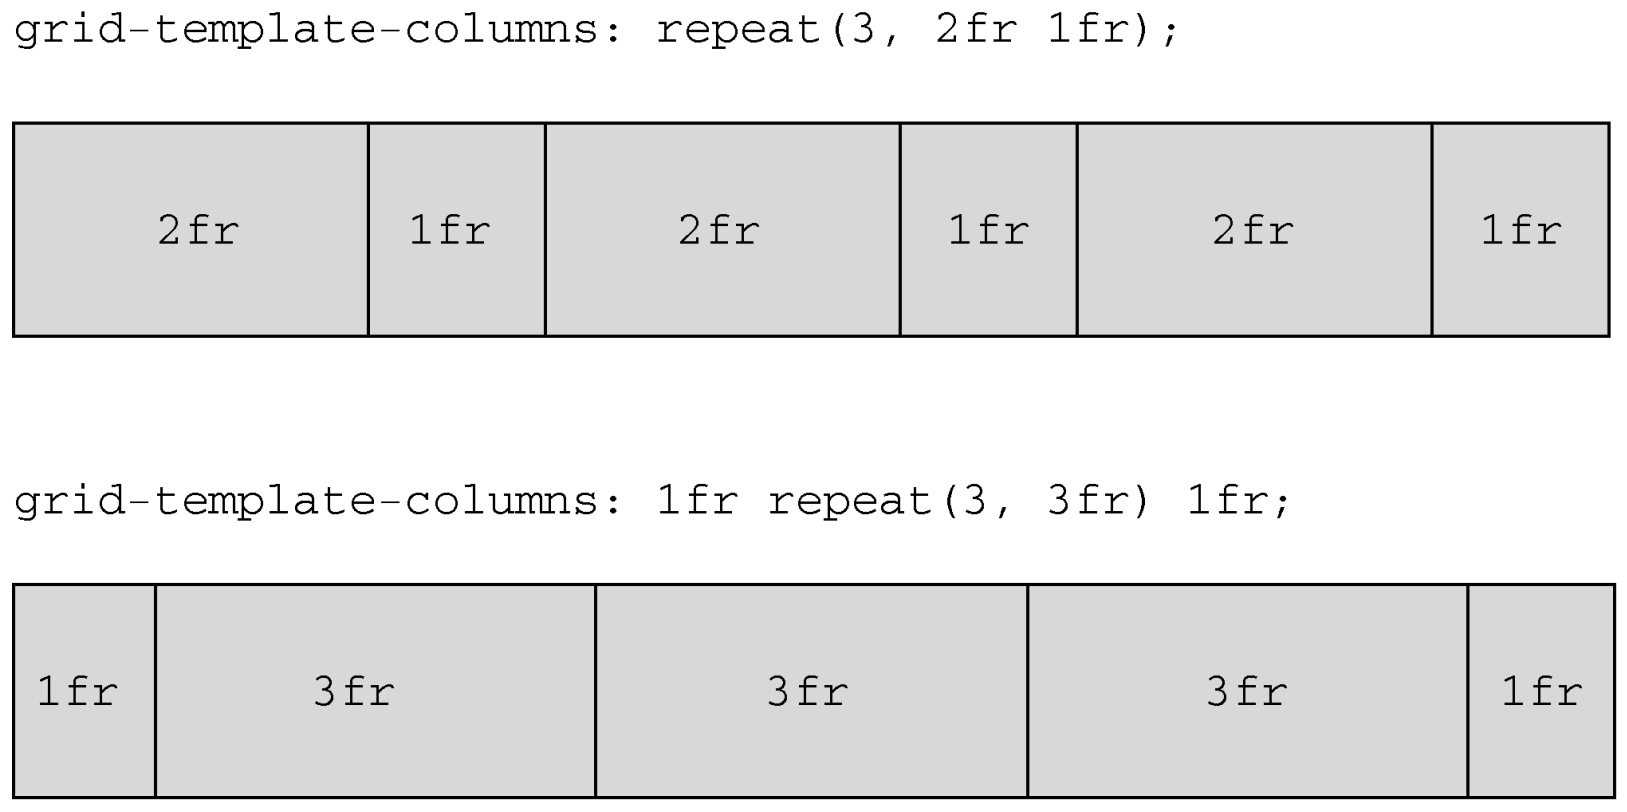 grid-template-columns: repeat(3, 2fr 1fr);
2fr 1fr 2fr 1fr 2fr 1fr
grid-template-columns: 1fr repeat(3, 3fr) 1fr;
1fr 3fr 3fr 3fr 1fr